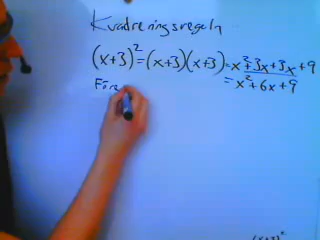 Kvadreringsregeln
(x+3)²=(x+3)(x+3)=x²+3x+3x+9
=x²+6x+9
För